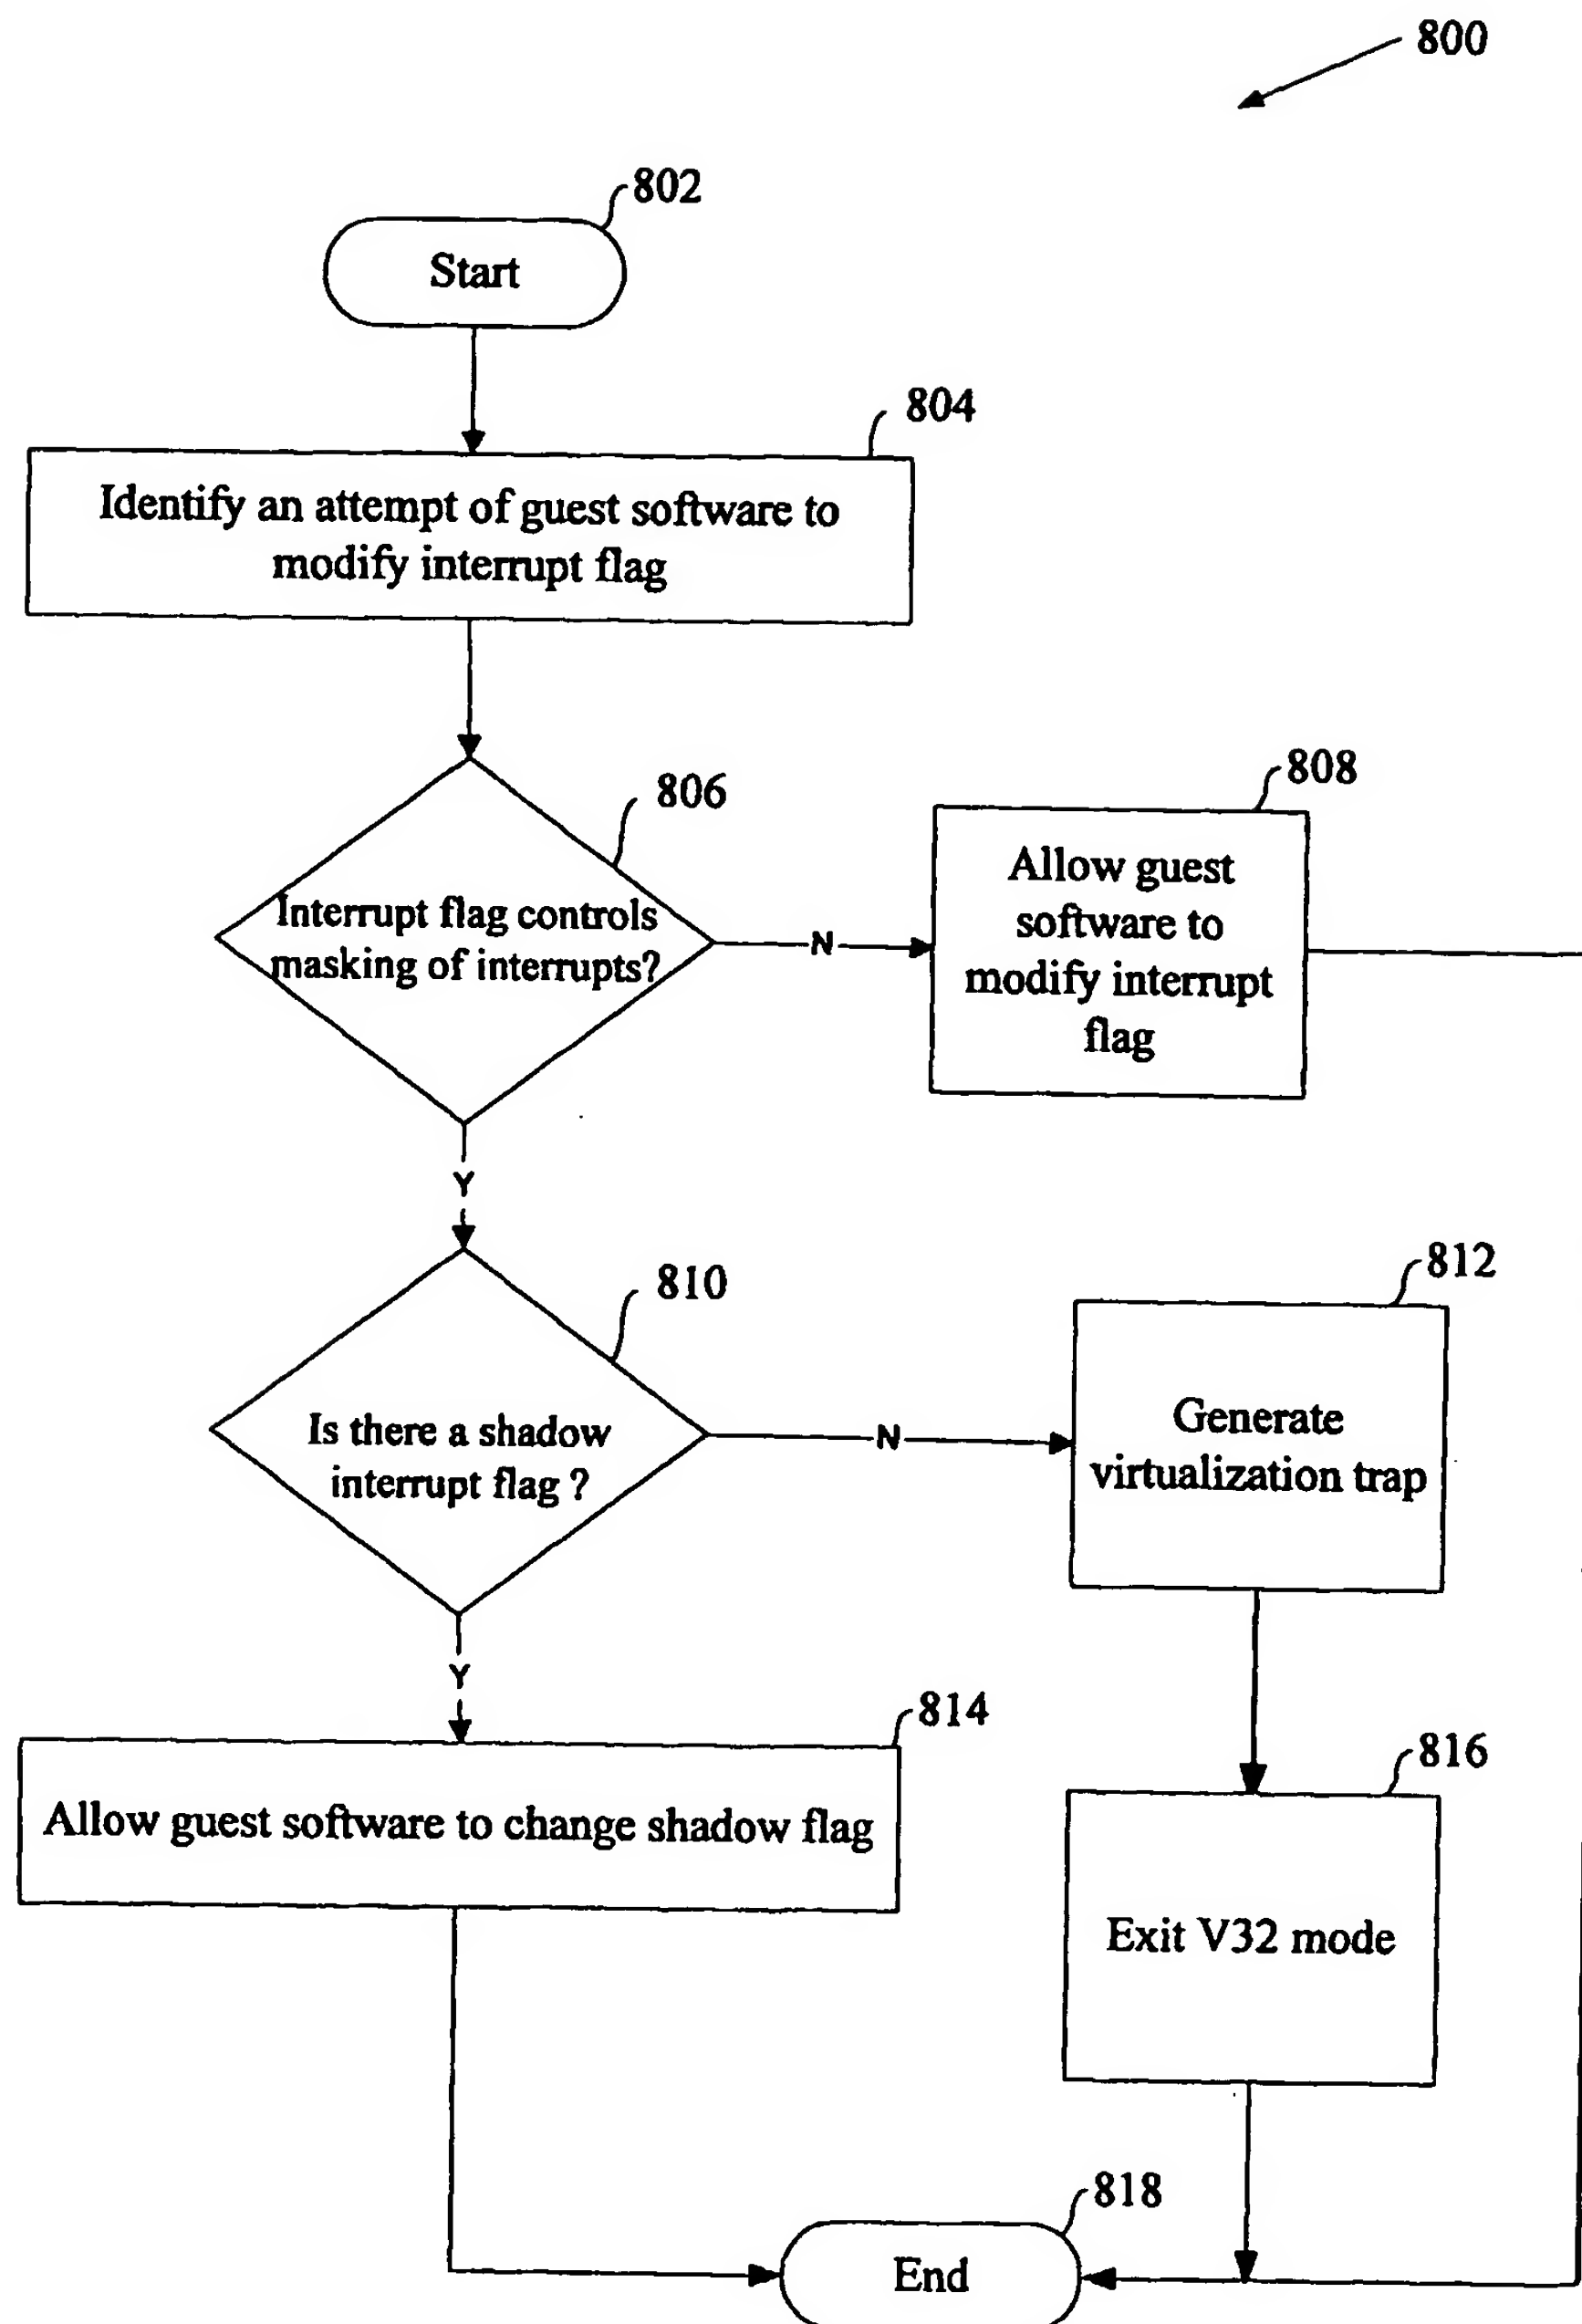 800
802
Start
804
Identify an attempt of guest software to
modify interrupt flag
806
Interrupt flag controls
masking of interrupts?
N
808
Allow guest
software to
modify interrupt
flag
Y
810
Is there a shadow
interrupt flag ?
N
812
Generate
virtualization trap
Y
814
Allow guest software to change shadow flag
816
Exit V32 mode
818
End